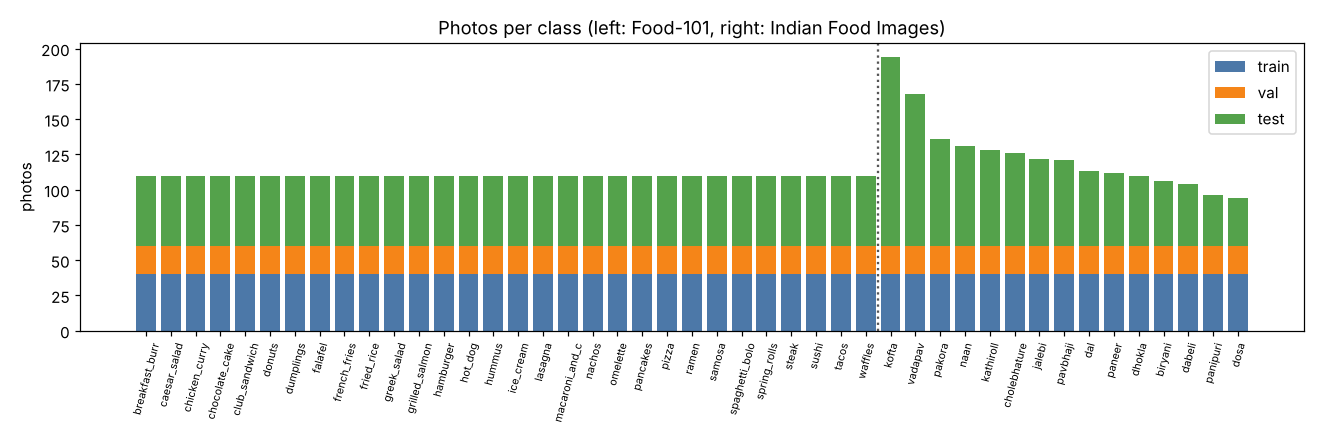 Photos per class (left: Food-101, right: Indian Food Images)
photos
200
175
150
125
100
75
50
25
0
train
val
test
breakfast_burr
caesar_salad
chicken_curry
chocolate_cake
club_sandwich
donuts
dumplings
falafel
french_fries
fried_rice
greek_salad
grilled_salmon
hamburger
hot_dog
hummus
ice_cream
lasagna
macaroni_and_c
nachos
omelette
pancakes
pizza
ramen
samosa
spaghetti_bolo
spring_rolls
steak
sushi
tacos
waffles
kofta
vadapav
pakora
naan
kathiroll
cholebhature
jalebi
pavbhaji
dal
paneer
dhokla
biryani
dabeli
panipuri
dosa